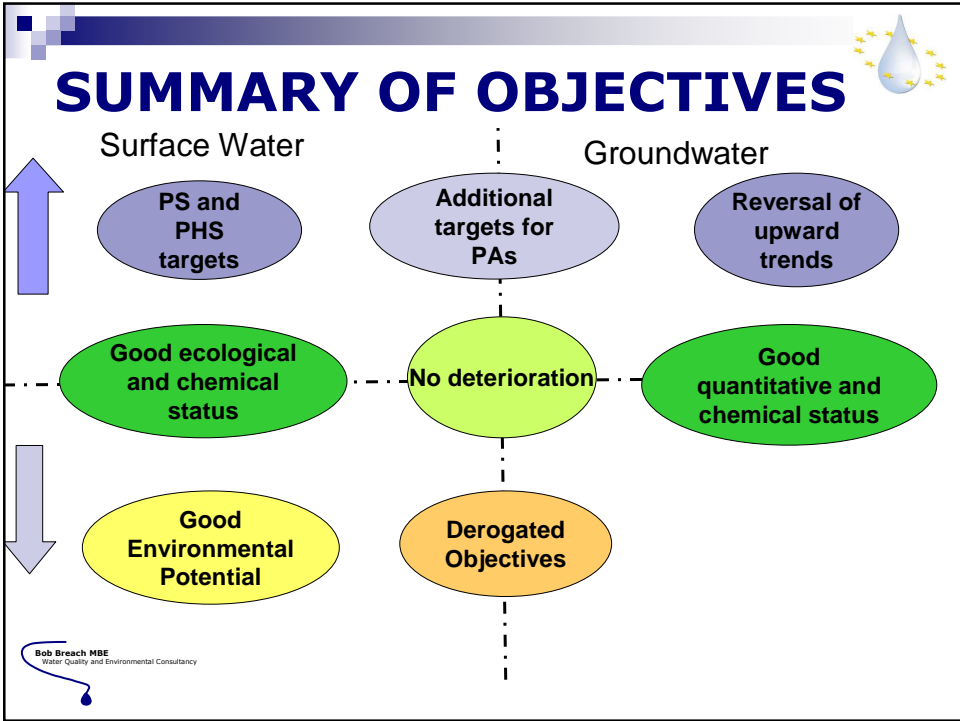 SUMMARY OF OBJECTIVES
Surface Water
Groundwater
PS and
PHS
targets
Additional
targets for
PAs
Reversal of
upward
trends
Good ecological
and chemical
status
No deterioration
Good
quantitative and
chemical status
Good
Environmental
Potential
Derogated
Objectives
Bob Breach MBE
Water Quality and Environmental Consultancy